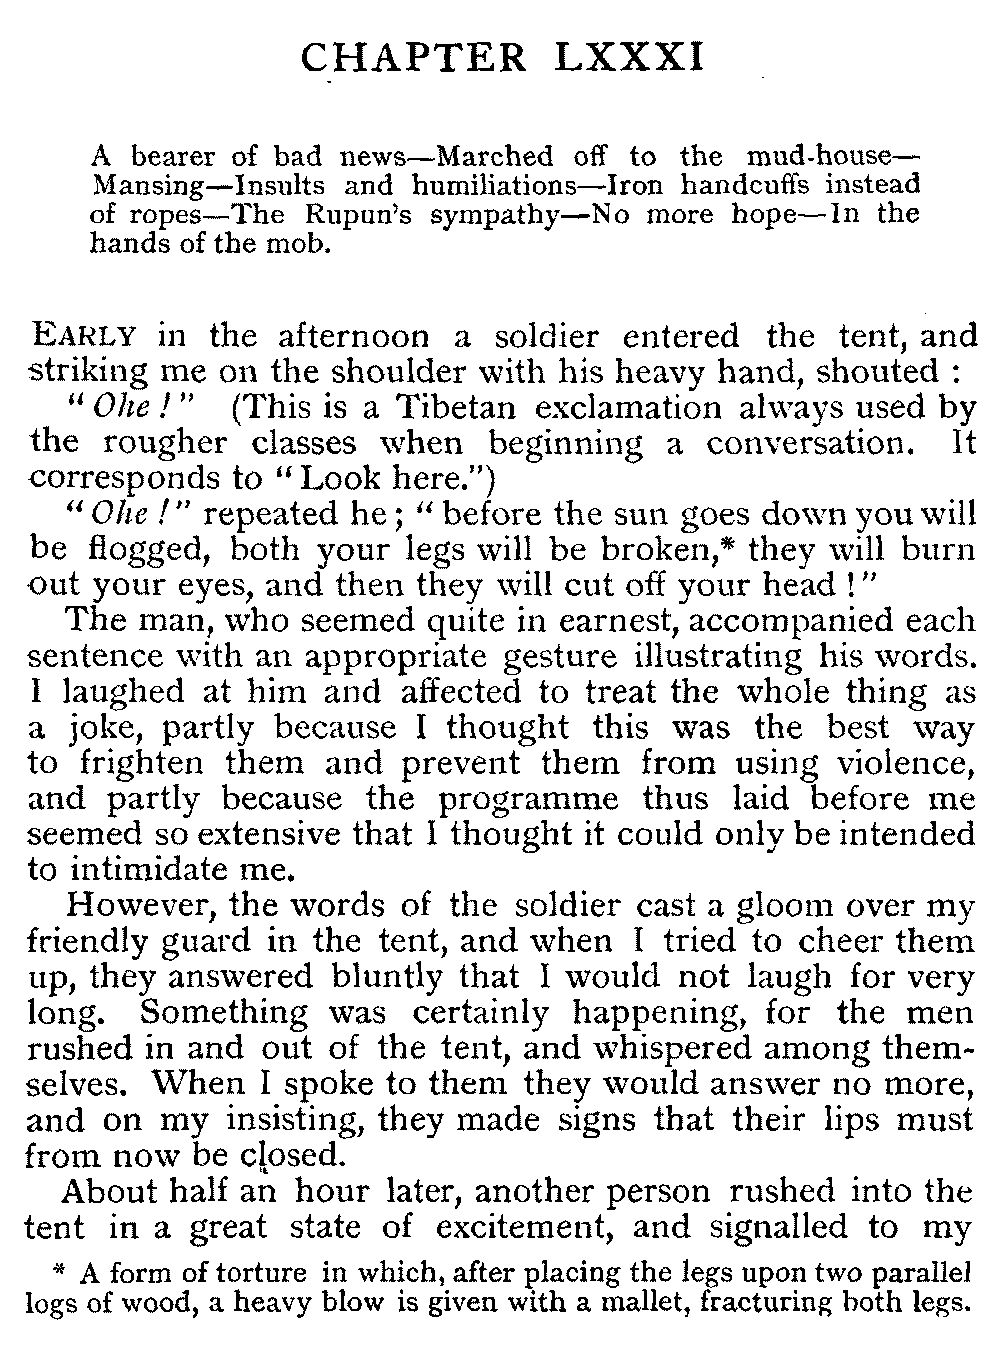 CHAPTER LXXXI
A bearer of bad news—Marched off to the mud-house—
Mansing—Insults and humiliations—Iron handcuffs instead
of ropes—The Rupun's sympathy—No more hope—In the
hands of the mob.
EARLY in the afternoon a soldier entered the tent, and
striking me on the shoulder with his heavy hand, shouted :
"Ohe !" (This is a Tibetan exclamation always used by
the rougher classes when beginning a conversation. It
corresponds to "Look here.")
"Ohe !" repeated he ; "before the sun goes down you will
be flogged, both your legs will be broken,* they will burn
out your eyes, and then they will cut off your head !"
The man, who seemed quite in earnest, accompanied each
sentence with an appropriate gesture illustrating his words.
I laughed at him and affected to treat the whole thing as
a joke, partly because I thought this was the best way
to frighten them and prevent them from using violence,
and partly because the programme thus laid before me
seemed so extensive that I thought it could only be intended
to intimidate me.
However, the words of the soldier cast a gloom over my
friendly guard in the tent, and when I tried to cheer them
up, they answered bluntly that I would not laugh for very
long. Something was certainly happening, for the men
rushed in and out of the tent, and whispered among them-
selves. When I spoke to them they would answer no more,
and on my insisting, they made signs that their lips must
from now be closed.
About half an hour later, another person rushed into the
tent in a great state of excitement, and signalled to my
* A form of torture in which, after placing the legs upon two parallel
logs of wood, a heavy blow is given with a mallet, fracturing both legs.